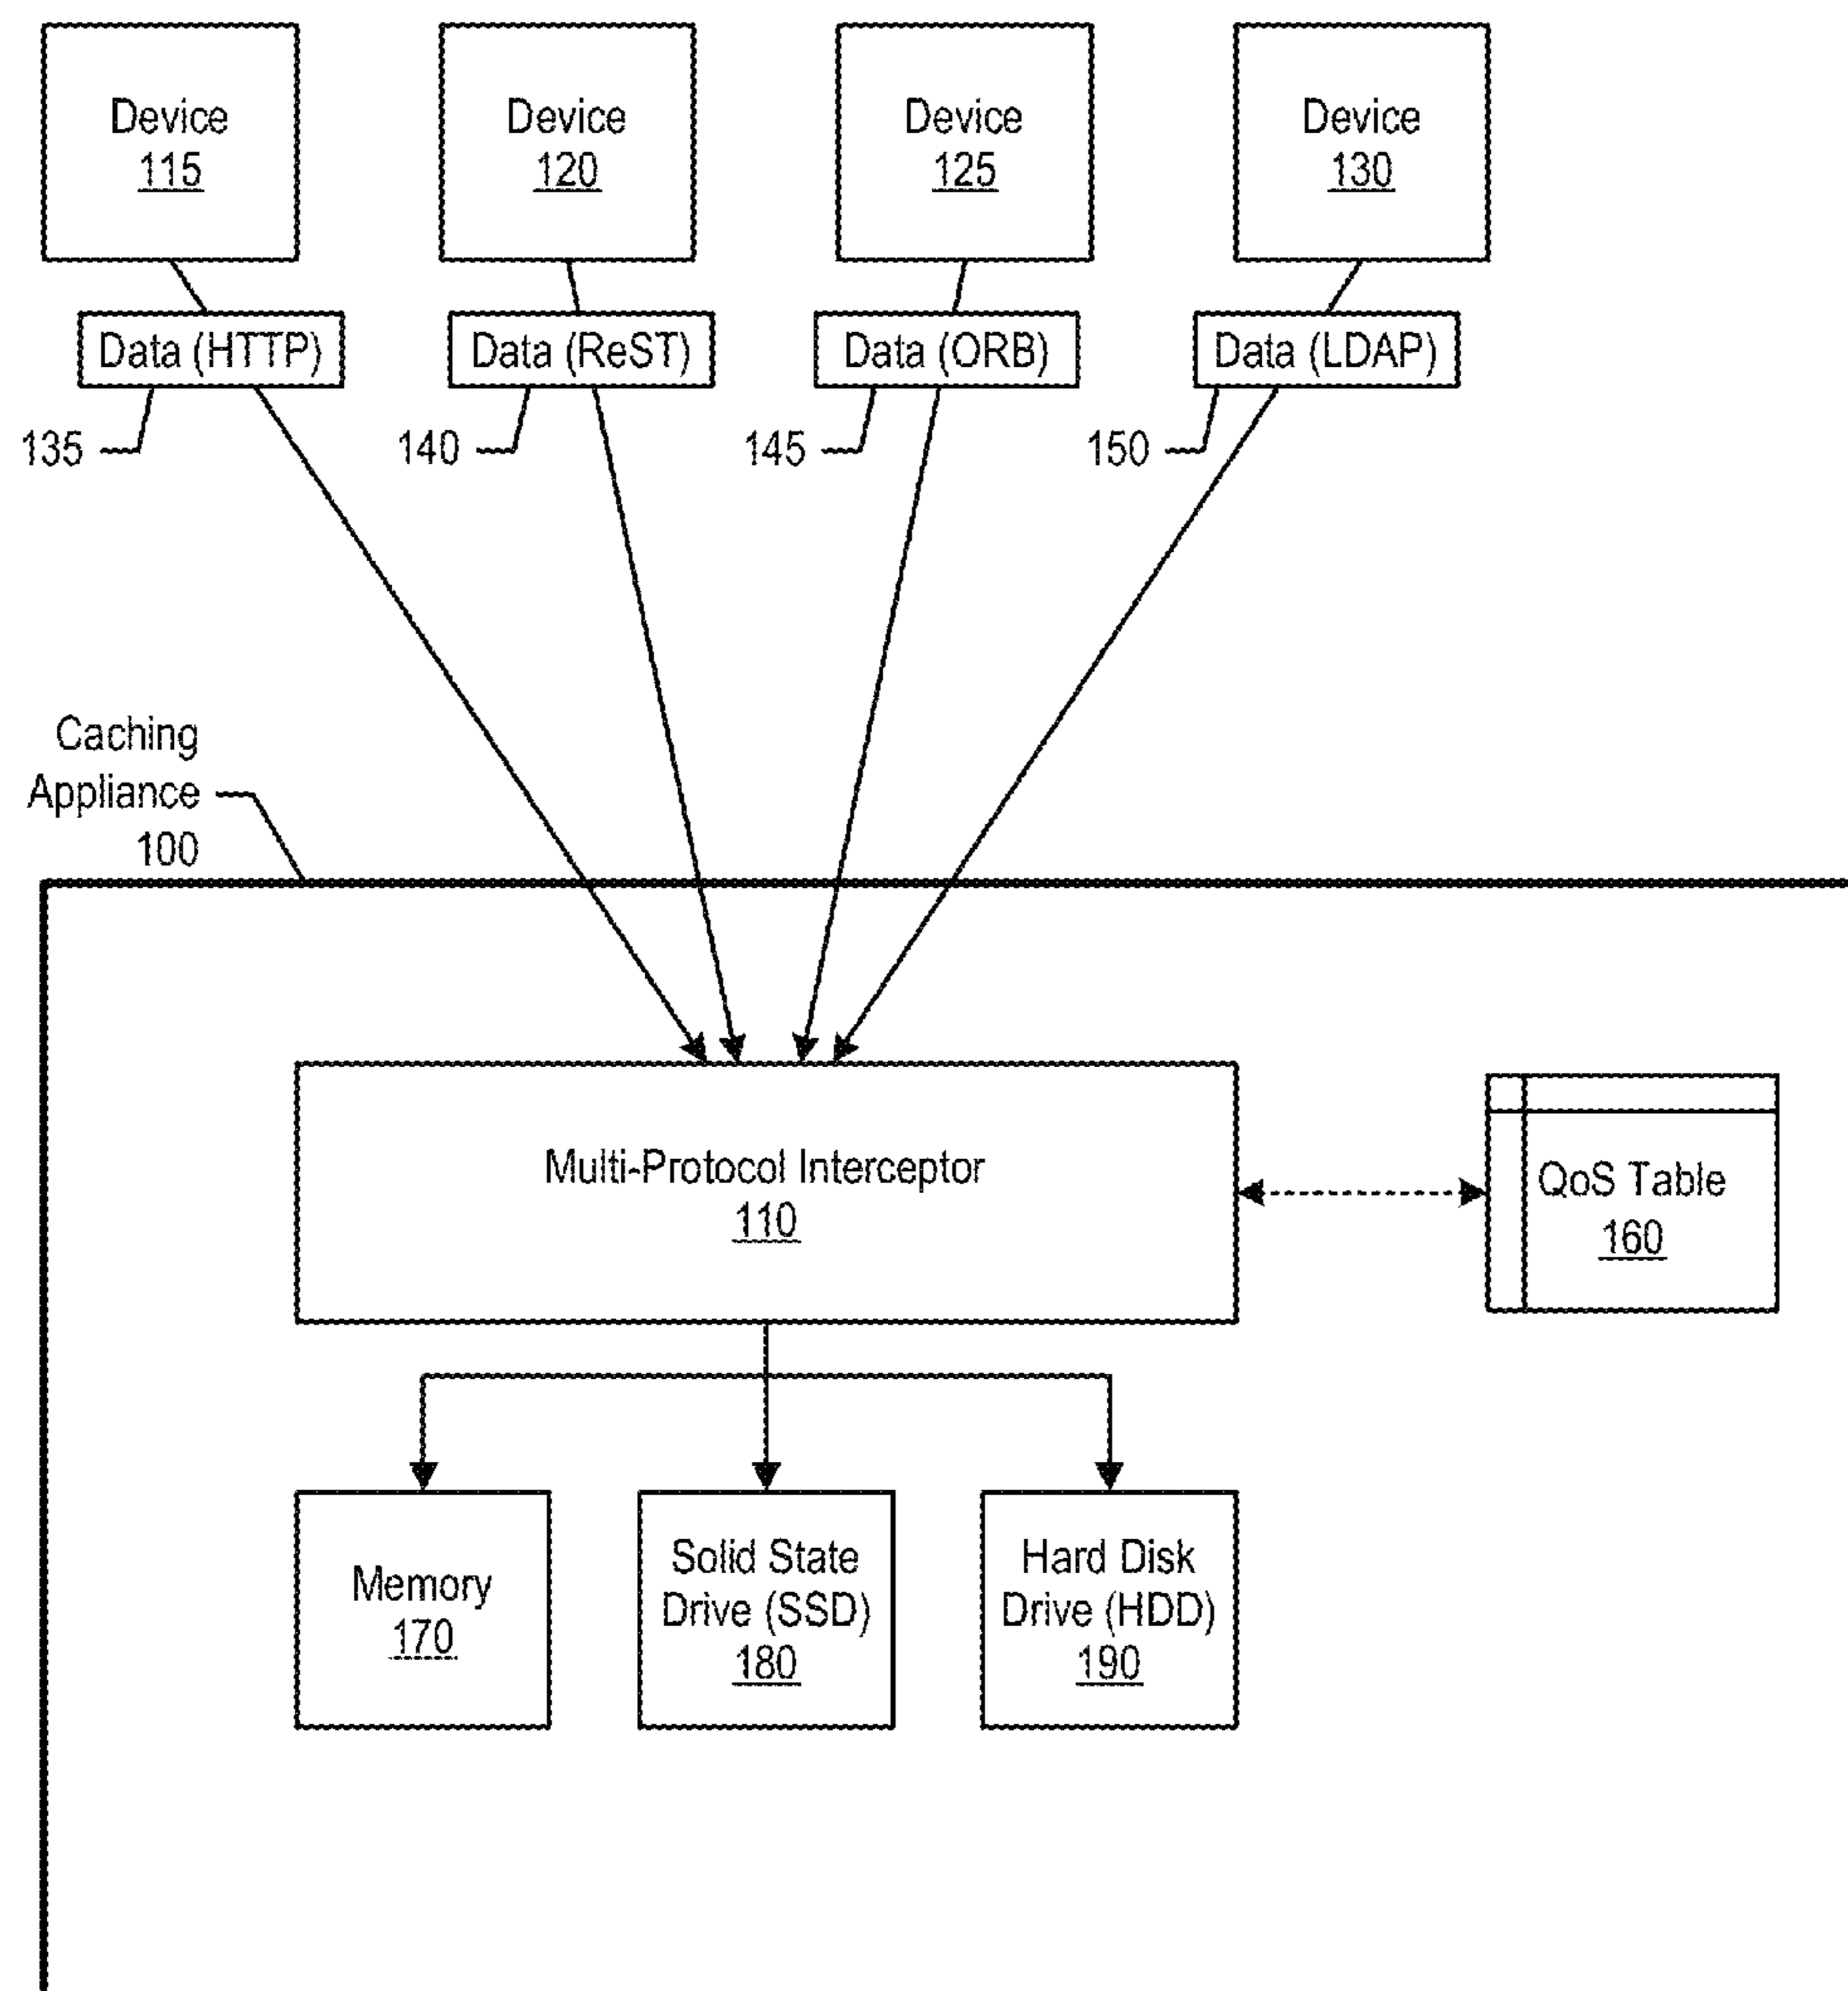 Device
115
Device
120
Device
125
Device
130
Data (HTTP)
Data (ReST)
Data (ORB)
Data (LDAP)
135
140
145
150
Caching
Appliance
100
Multi-Protocol Interceptor
110
QoS Table
160
Memory
170
Solid State
Drive (SSD)
180
Hard Disk
Drive (HDD)
190